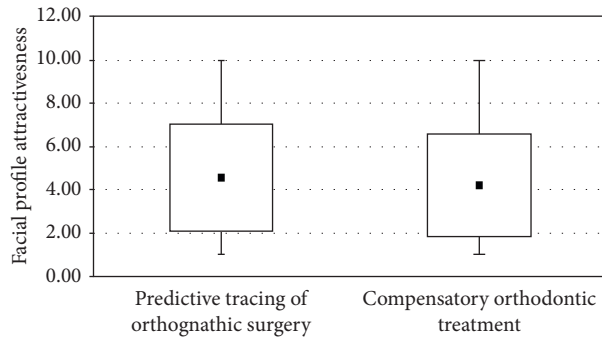 12.00
10.00
8.00
6.00
4.00
2.00
0.00
Facial profile attractivesness
Predictive tracing of
orthognathic surgery
Compensatory orthodontic
treatment